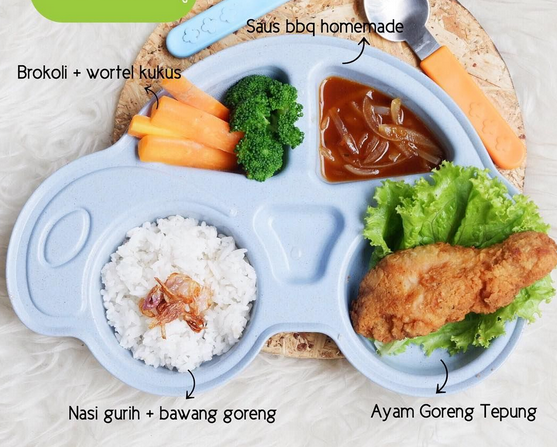 Saus bbq homemade
Brokoli + wortel kukus
Nasi gurih + bawang goreng
Ayam Goreng Tepung